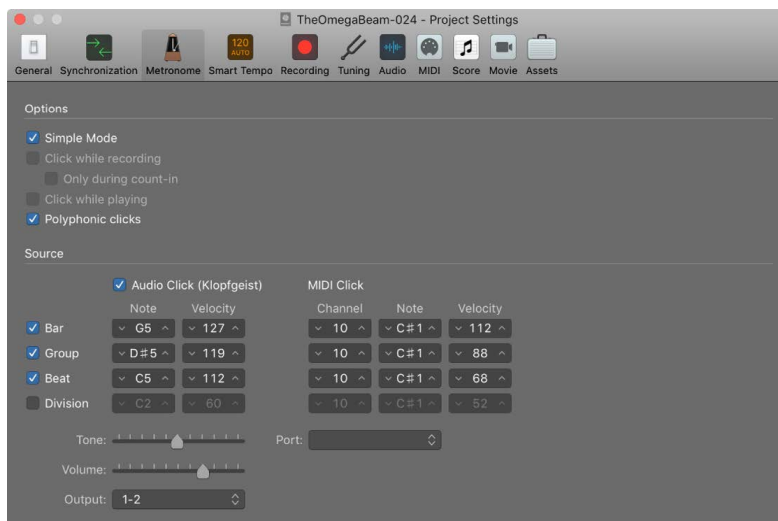 TheOmegaBeam-024 - Project Settings
120
AUTO
General Synchronization Metronome Smart Tempo Recording Tuning Audio MIDI Score Movie Assets
Options
Simple Mode
Click while recording
Only during count-in
Click while playing
Polyphonic clicks
Source
Audio Click (Klopfgeist) MIDI Click
Note Velocity Channel Note Velocity
Bar G5 127 10 C#1 112
Group D#5 119 10 C#1 88
Beat C5 112 10 C#1 68
Division C2 60 10 C#1 52
Tone: Port:
Volume:
Output: 1-2